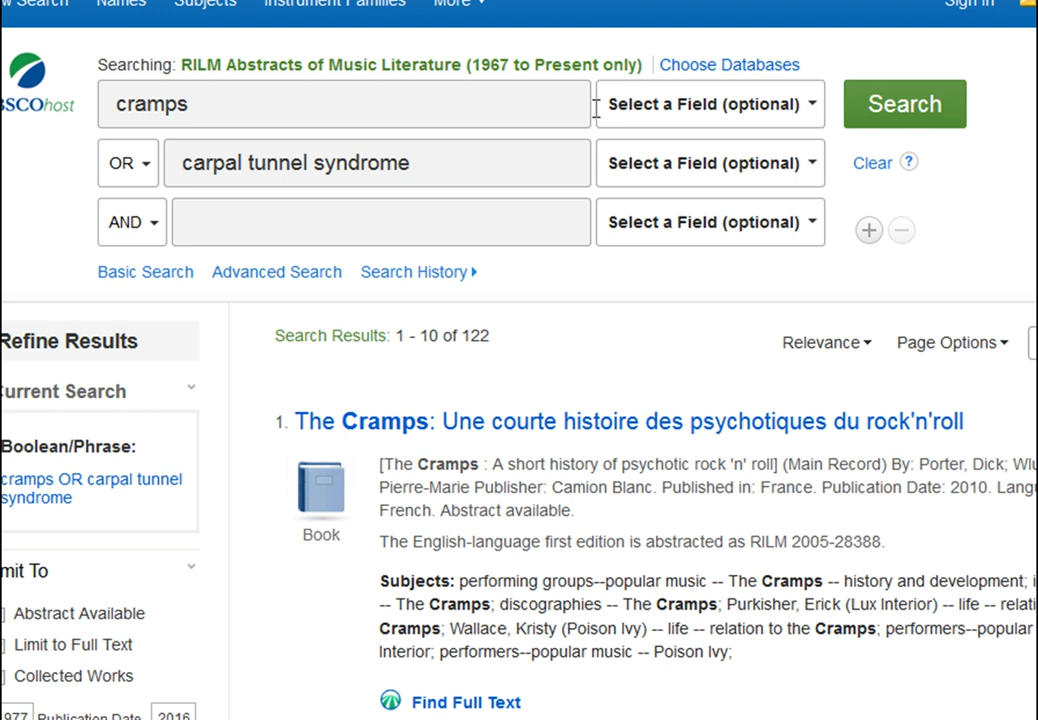 w Search Names Subjects Instrument Families More Sign In
Searching: RILM Abstracts of Music Literature (1967 to Present only) Choose Databases
BSCOhost
cramps Select a Field (optional) Search
OR carpal tunnel syndrome Select a Field (optional) Clear ?
AND Select a Field (optional)
Basic Search Advanced Search Search History
Refine Results
Search Results: 1 - 10 of 122
Relevance Page Options
Current Search
Boolean/Phrase:
cramps OR carpal tunnel
syndrome
mit To
Abstract Available
Limit to Full Text
Collected Works
1977 Publication Date 2016
1. The Cramps: Une courte histoire des psychotiques du rock'n'roll
Book
[The Cramps : A short history of psychotic rock 'n' roll] (Main Record) By: Porter, Dick;
Pierre-Marie Publisher: Camion Blanc. Published in: France. Publication Date: 2010.
French. Abstract available.
The English-language first edition is abstracted as RILM 2005-28388.
Subjects: performing groups--popular music -- The Cramps -- history and development;
-- The Cramps; discographies -- The Cramps; Purkisher, Erick (Lux Interior) -- life -- relati
Cramps; Wallace, Kristy (Poison Ivy) -- life -- relation to the Cramps; performers--popular
Interior; performers--popular music -- Poison Ivy;
Find Full Text